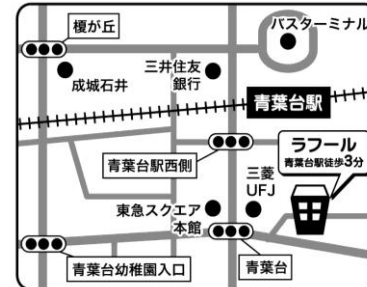 榎が丘
バスターミナル
三井住友
銀行
成城石井
青葉台駅
青葉台駅西側
ラフール
青葉台駅徒歩3分
三菱
UFJ
東急スクエア
本館
青葉台幼稚園入口
青葉台